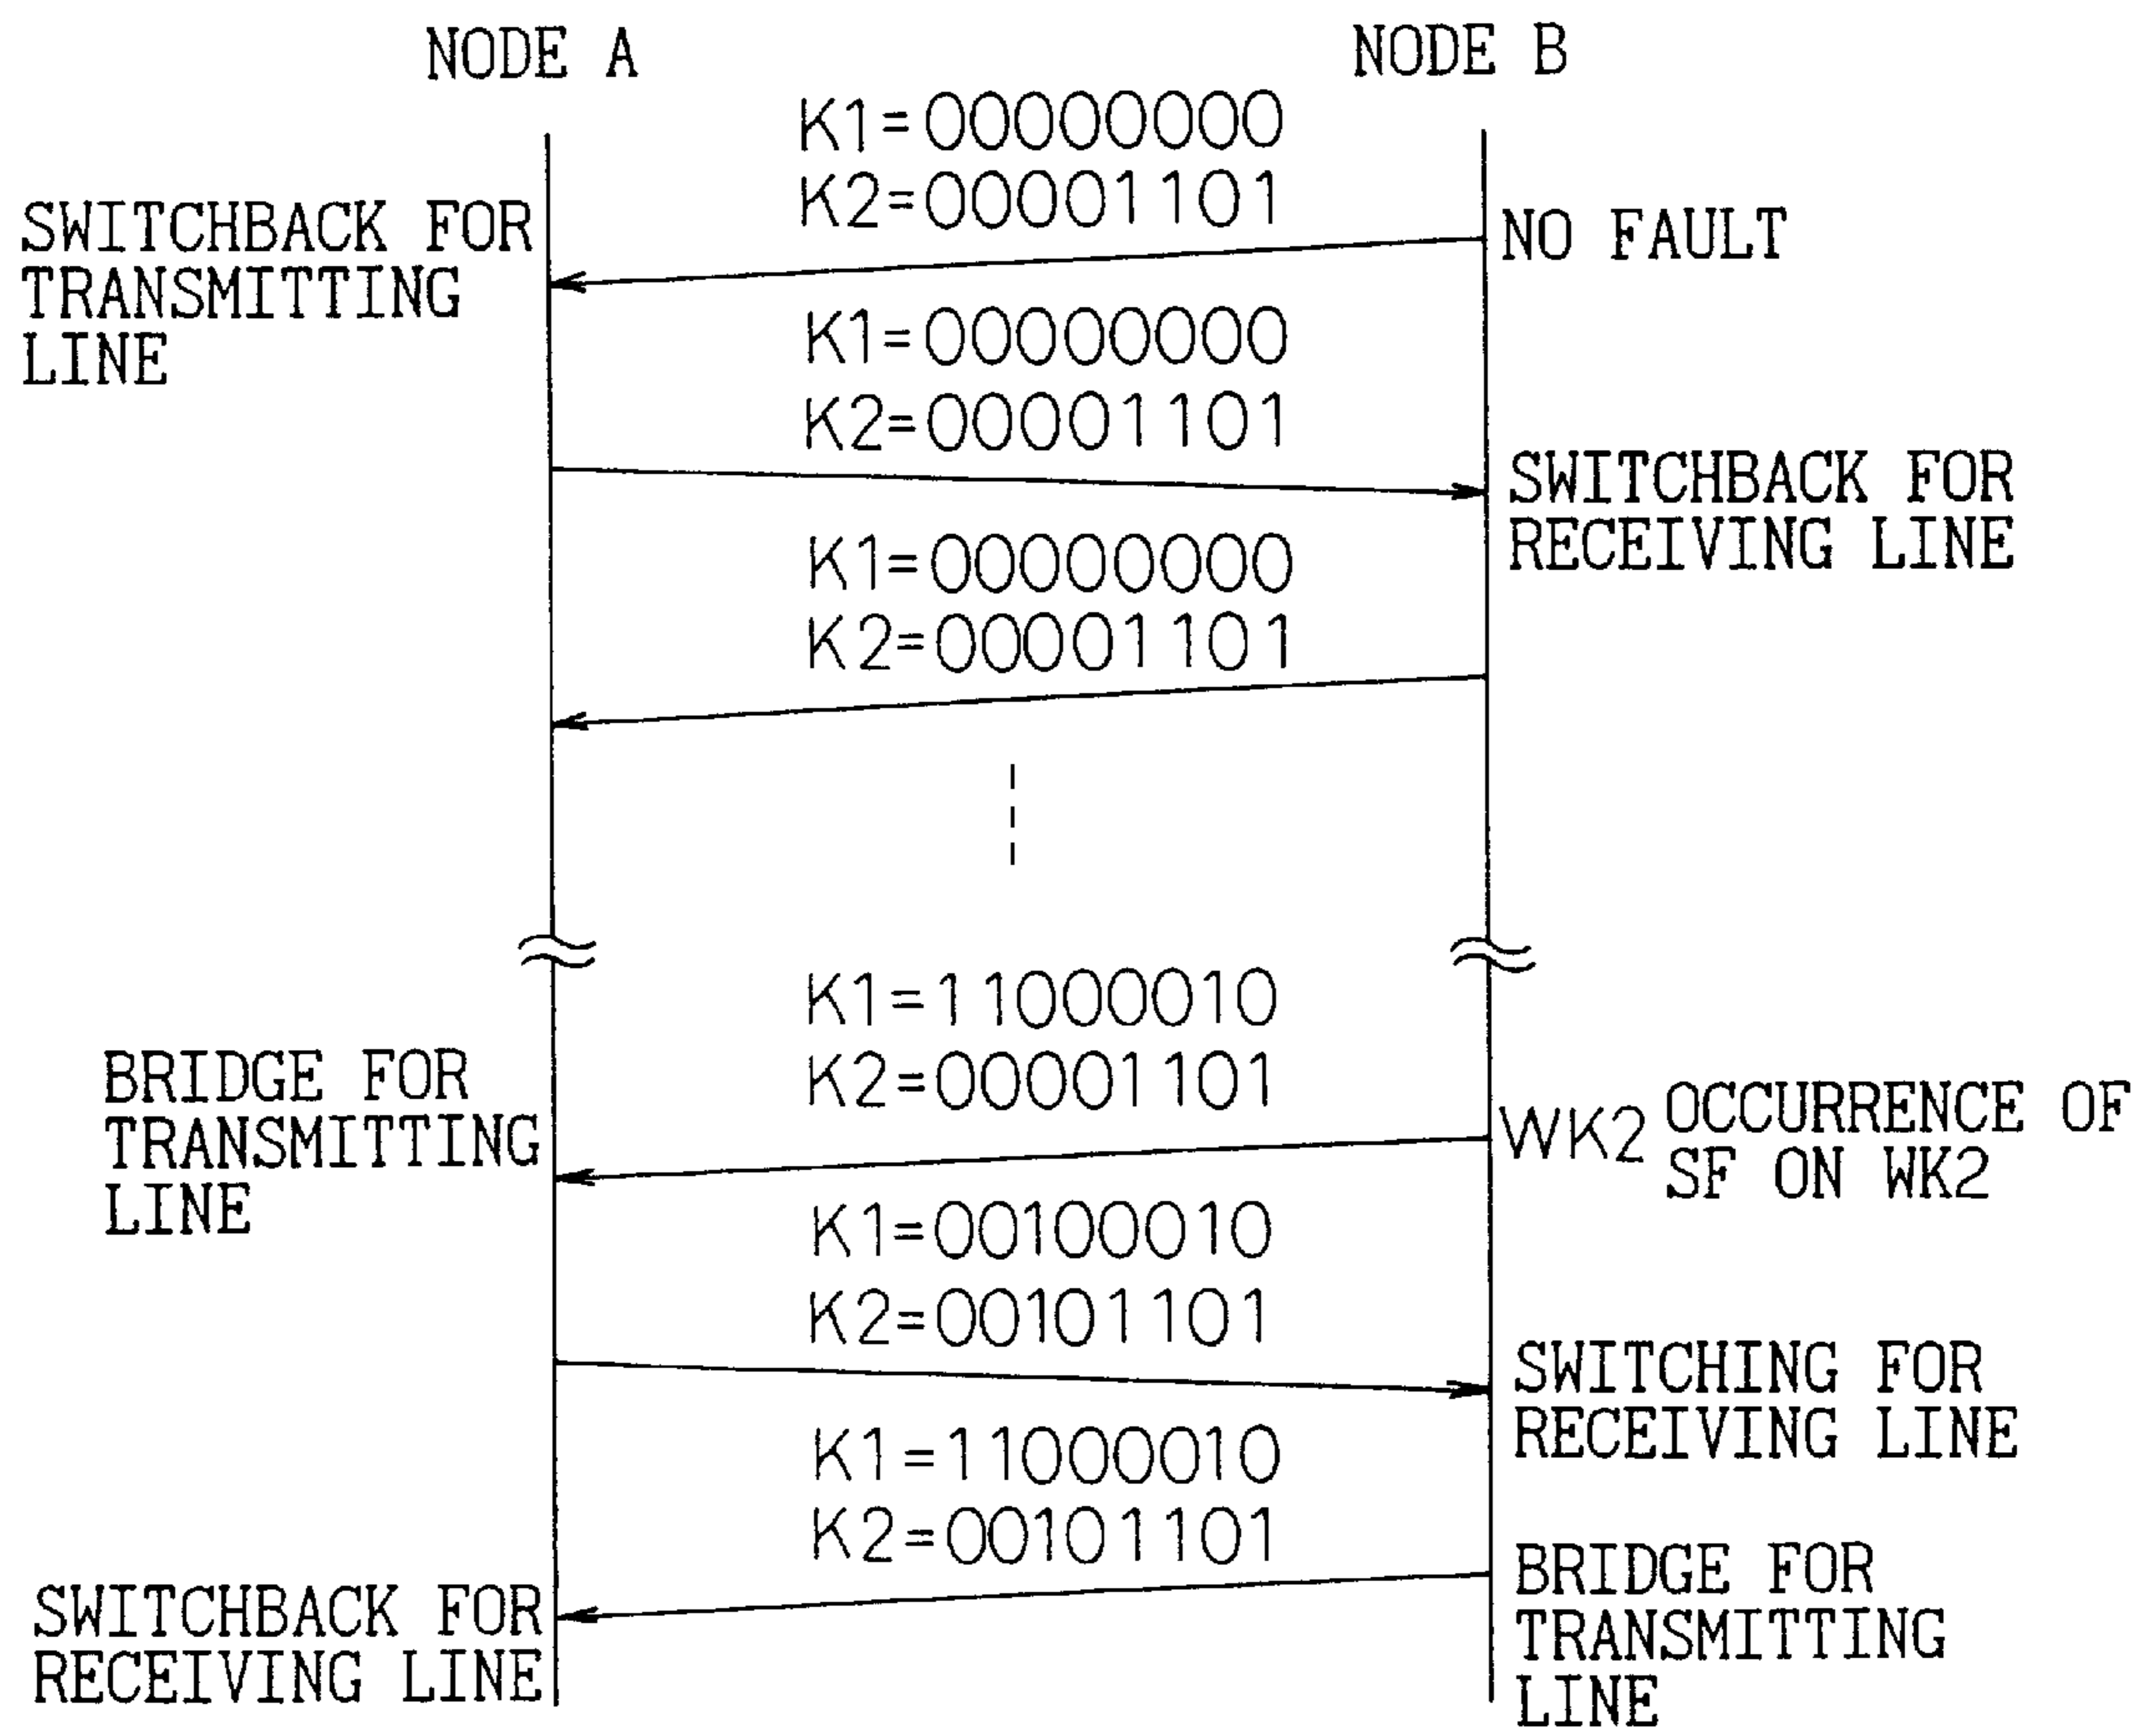 NODE A
NODE B
K1=00000000
K2=00001101
SWITCHBACK FOR
TRANSMITTING
LINE
NO FAULT
K1=00000000
K2=00001101
SWITCHBACK FOR
RECEIVING LINE
K1=00000000
K2=00001101
K1=11000010
K2=00001101
BRIDGE FOR
TRANSMITTING
LINE
WK2
OCCURRENCE OF
SF ON WK2
K1=00100010
K2=00101101
SWITCHING FOR
RECEIVING LINE
K1=11000010
K2=00101101
SWITCHBACK FOR
RECEIVING LINE
BRIDGE FOR
TRANSMITTING
LINE